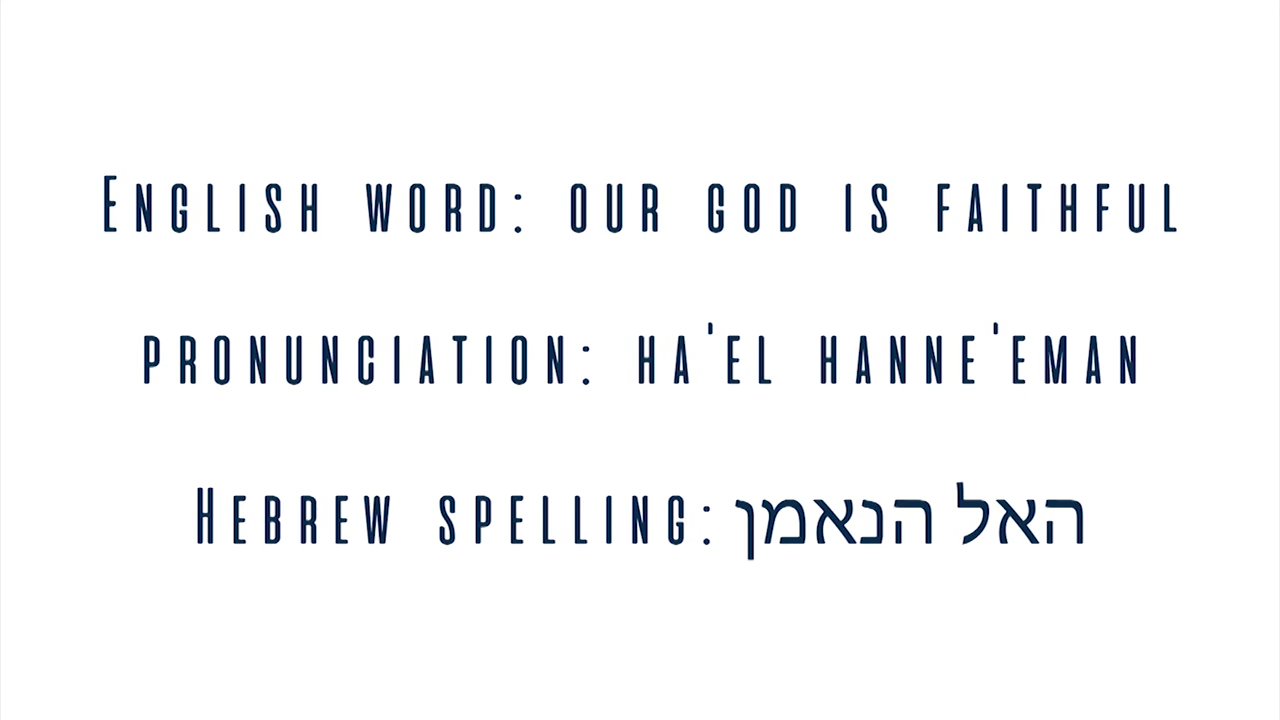 English word: our god is faithful
pronunciation: ha'el hanne'eman
Hebrew spelling: האל הנאמן